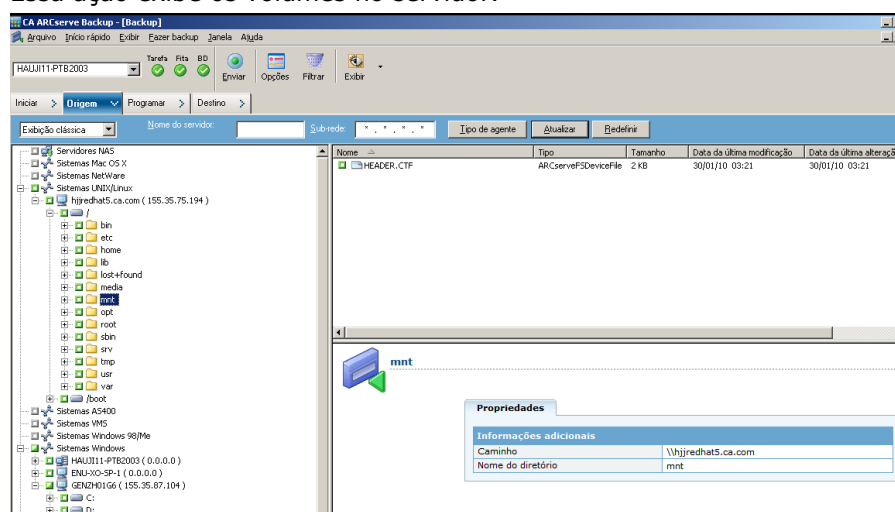 Essa ação exibe os volumes no servidor.
CA ARCserve Backup - [Backup]
Arquivo Início rápido Exibir Fazer backup Janela Ajuda
HAUJI11-PTB2003 Tarefa Fita BD Enviar Opções Filtrar Exibir
Iniciar > Origem Programar > Destino >
Exibição clássica Nome do servidor: Sub-rede: * . * . * . * Tipo de agente Atualizar Redefinir
Servidores NAS
Sistemas Mac OS X
Sistemas NetWare
Sistemas UNIX/Linux
hjjredhat5.ca.com ( 155.35.75.194 )
/
bin
etc
home
lib
lost+found
media
mnt
opt
root
sbin
srv
tmp
usr
var
/boot
Sistemas AS400
Sistemas VMS
Sistemas Windows 98/Me
Sistemas Windows
HAUJI11-PTB2003 ( 0.0.0.0 )
ENU-XO-SP-1 ( 0.0.0.0 )
GENZH01G6 ( 155.35.87.104 )
C:
D:
Nome Tipo Tamanho Data da última modificação Data da última alteraçã
HEADER.CTF ARCserveFSDeviceFile 2 KB 30/01/10 03:21 30/01/10 03:21
mnt
Propriedades
Informações adicionais
Caminho \\hjjredhat5.ca.com
Nome do diretório mnt